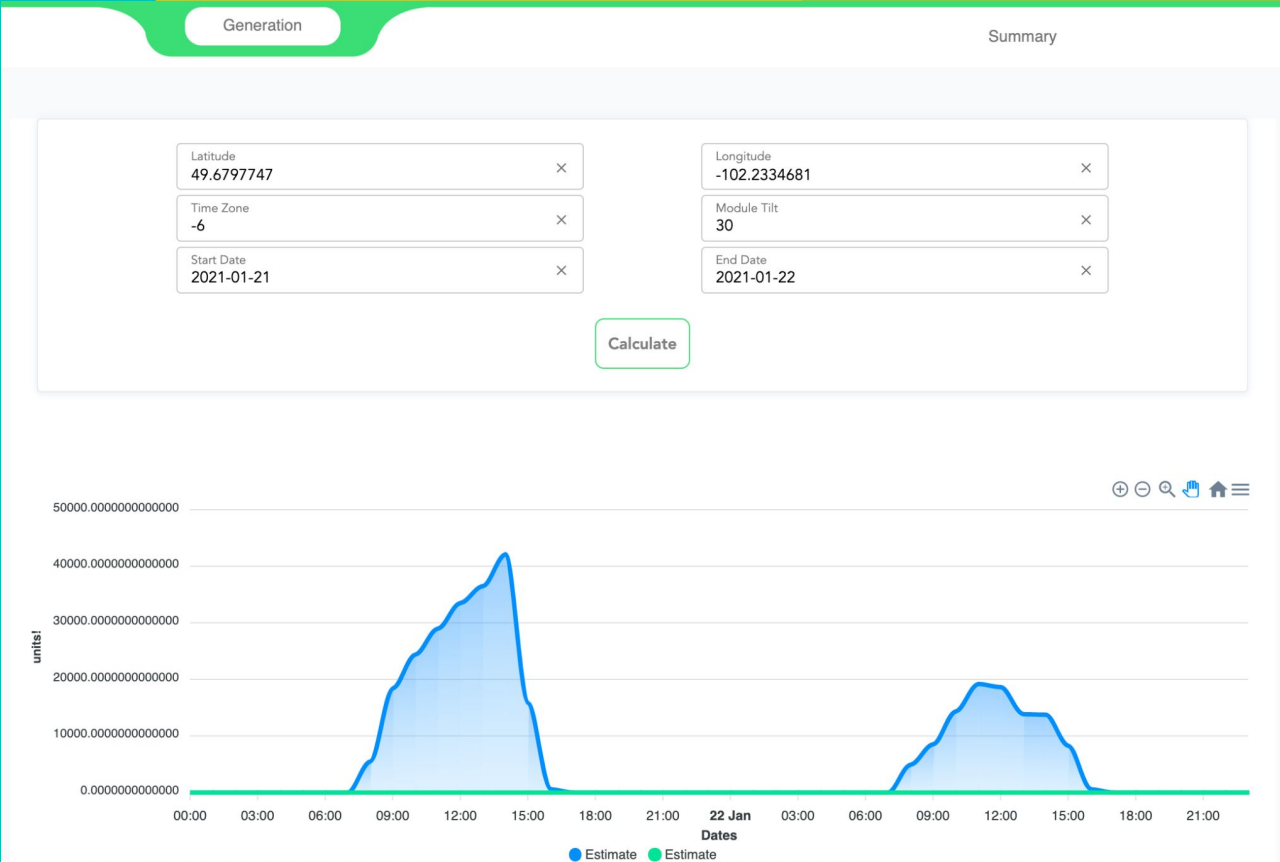 Generation
Summary
Latitude
49.6797747
Longitude
-102.2334681
Time Zone
-6
Module Tilt
30
Start Date
2021-01-21
End Date
2021-01-22
Calculate
50000.0000000000000
40000.0000000000000
30000.0000000000000
20000.0000000000000
10000.0000000000000
0.0000000000000
units!
00:00 03:00 06:00 09:00 12:00 15:00 18:00 21:00 22 Jan 03:00 06:00 09:00 12:00 15:00 18:00 21:00
Dates
Estimate Estimate